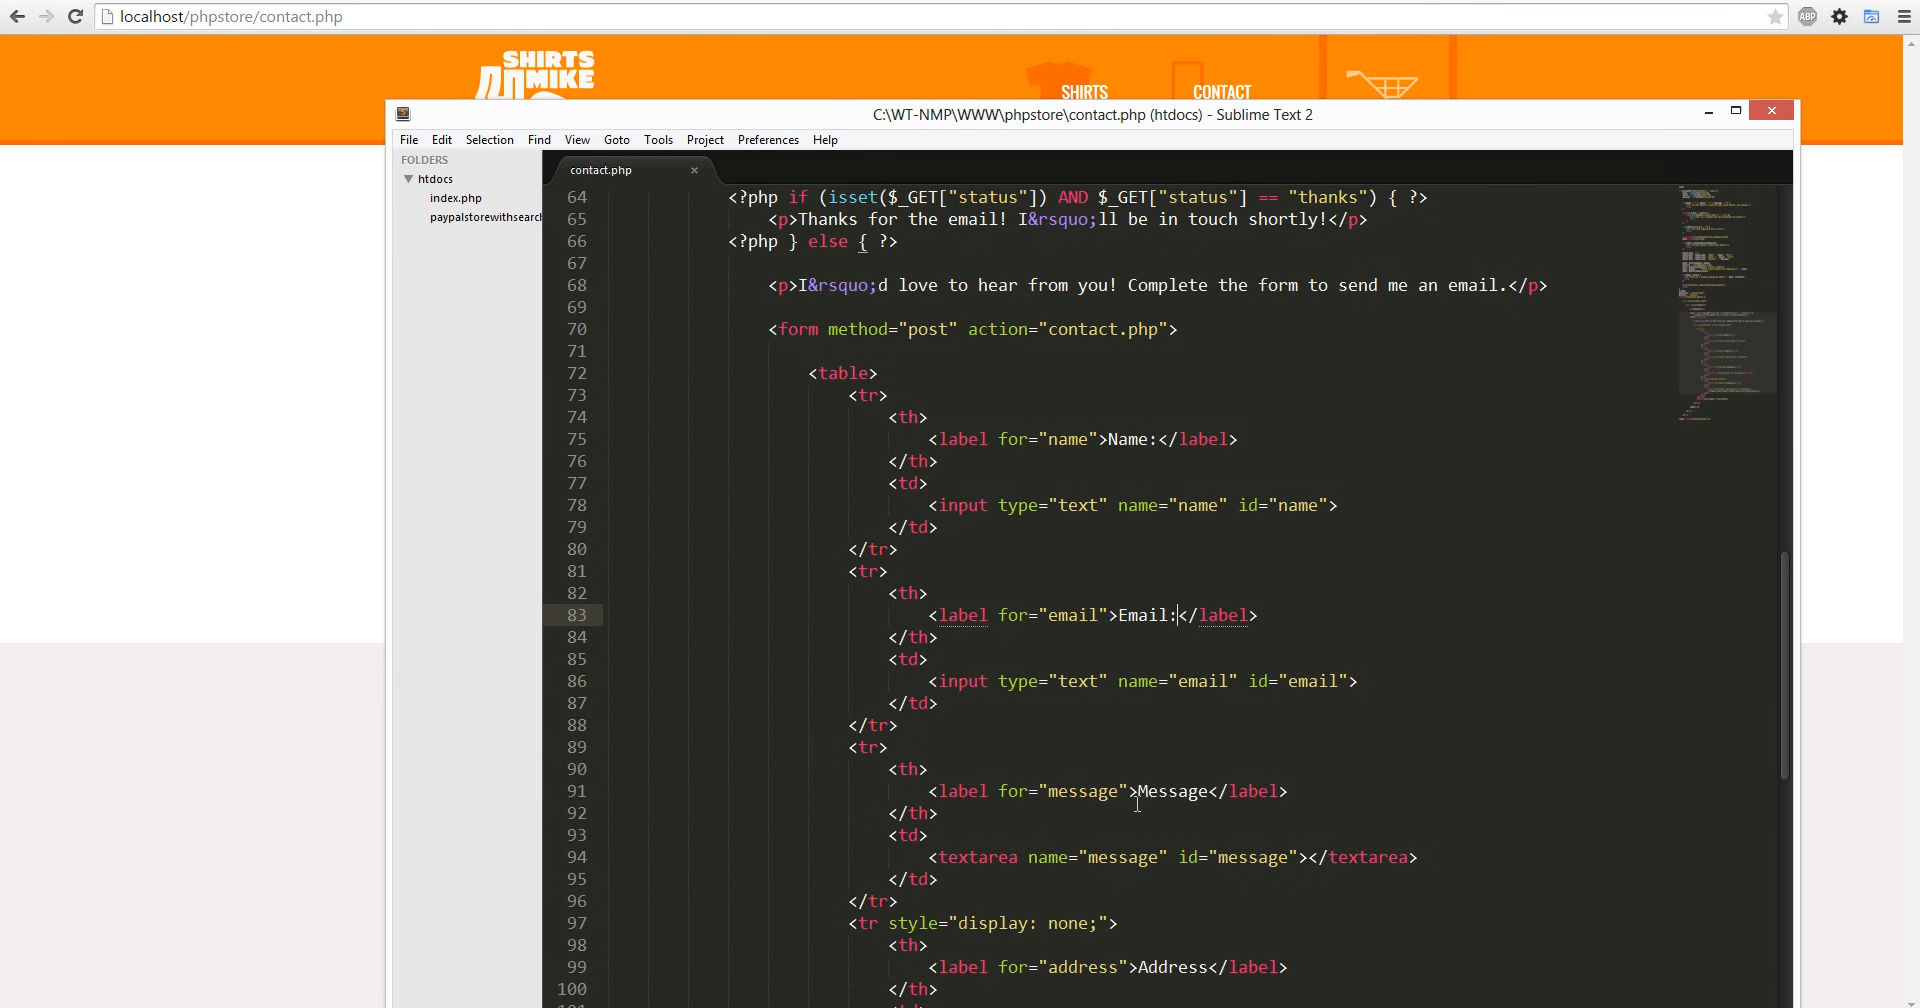 localhost/phpstore/contact.php
ABP
SHIRTS
MIKE
SHIRTS
CONTACT
C:\WT-NMP\WWW\phpstore\contact.php (htdocs) - Sublime Text 2
File Edit Selection Find View Goto Tools Project Preferences Help
FOLDERS
htdocs
index.php
paypalstorewithsearch
contact.php
64 <?php if (isset($_GET["status"]) AND $_GET["status"] == "thanks") { ?>
65 <p>Thanks for the email! I&rsquo;ll be in touch shortly!</p>
66 <?php } else { ?>
67
68 <p>I&rsquo;d love to hear from you! Complete the form to send me an email.</p>
69
70 <form method="post" action="contact.php">
71
72 <table>
73 <tr>
74 <th>
75 <label for="name">Name:</label>
76 </th>
77 <td>
78 <input type="text" name="name" id="name">
79 </td>
80 </tr>
81 <tr>
82 <th>
83 <label for="email">Email:</label>
84 </th>
85 <td>
86 <input type="text" name="email" id="email">
87 </td>
88 </tr>
89 <tr>
90 <th>
91 <label for="message">Message</label>
92 </th>
93 <td>
94 <textarea name="message" id="message"></textarea>
95 </td>
96 </tr>
97 <tr style="display: none;">
98 <th>
99 <label for="address">Address</label>
100 </th>